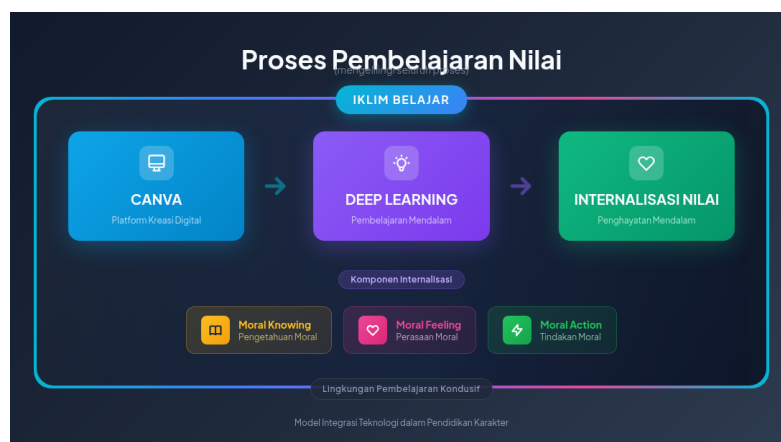 Proses Pembelajaran Nilai
(mengelilingi seluruh proses)
IKLIM BELAJAR
CANVA
Platform Kreasi Digital
DEEP LEARNING
Pembelajaran Mendalam
INTERNALISASI NILAI
Penghayatan Mendalam
Komponen Internalisasi
Moral Knowing
Pengetahuan Moral
Moral Feeling
Perasaan Moral
Moral Action
Tindakan Moral
Lingkungan Pembelajaran Kondusif
Model Integrasi Teknologi dalam Pendidikan Karakter